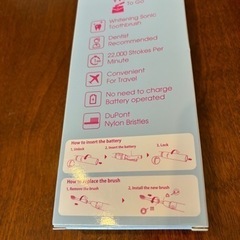 To Go
Whitening Sonic
Toothbrush
Dentist
Recommended
22,000 Strokes Per
Minute
Convenient
For Travel
No need to charge
Battery operated
DuPont
Nylon Bristles
How to insert the battery
1. Unlock
2. Insert the battery
3. Lock
How to replace the brush
1. Remove the brush
2. Install the new brush